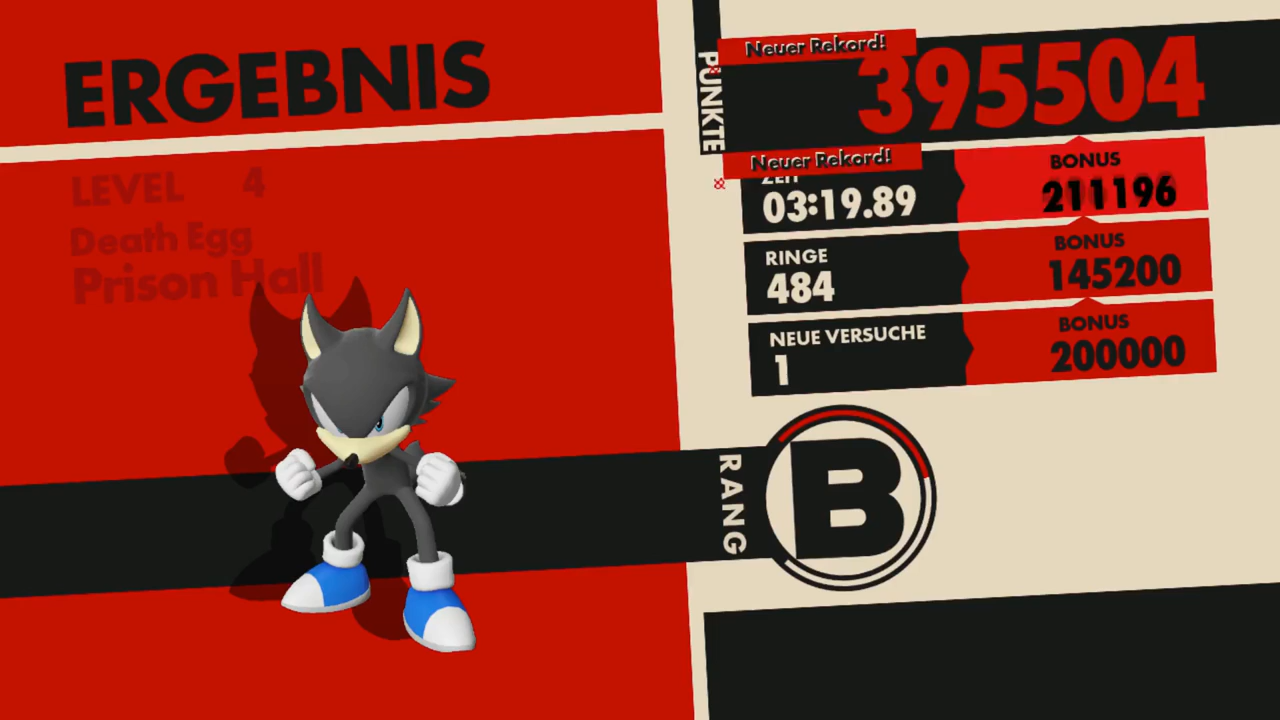 ERGEBNIS
LEVEL 4
Death Egg
Prison Hall
PUNKTE
Neuer Rekord!
395504
Neuer Rekord!
ZEIT
03:19.89
BONUS
211196
RINGE
484
BONUS
145200
NEUE VERSUCHE
1
BONUS
200000
RANG
B